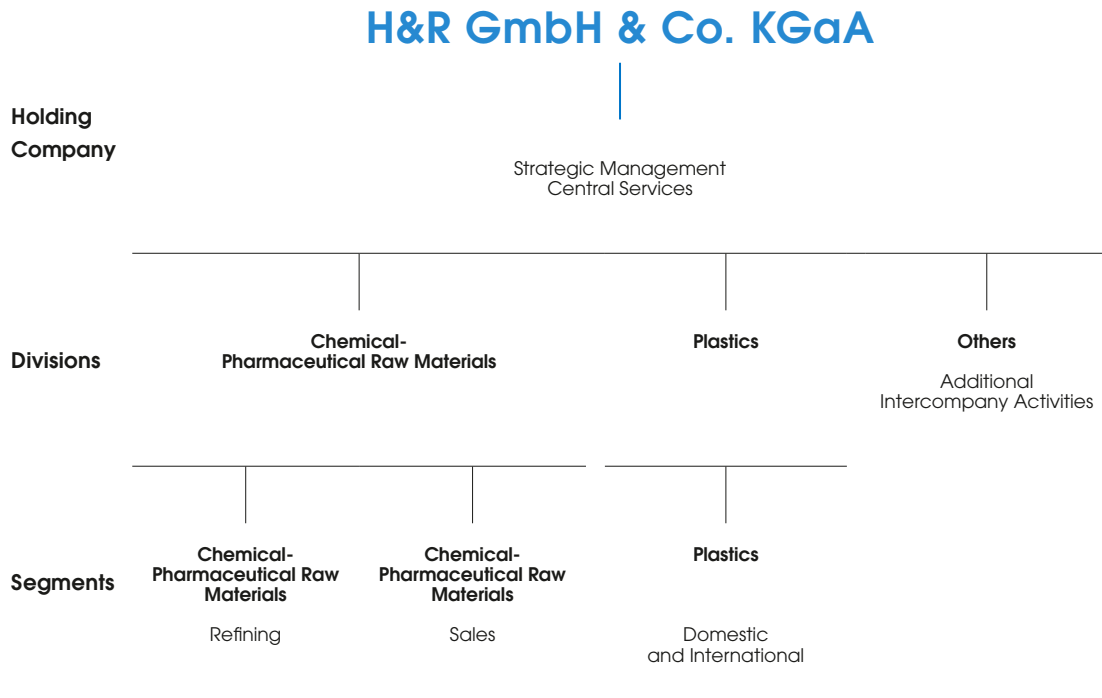 H&R GmbH & Co. KGaA
Holding
Company
Strategic Management
Central Services
Divisions
Chemical-
Pharmaceutical Raw Materials
Plastics
Others
Additional
Intercompany Activities
Segments
Chemical-
Pharmaceutical Raw
Materials
Refining
Chemical-
Pharmaceutical Raw
Materials
Sales
Plastics
Domestic
and International